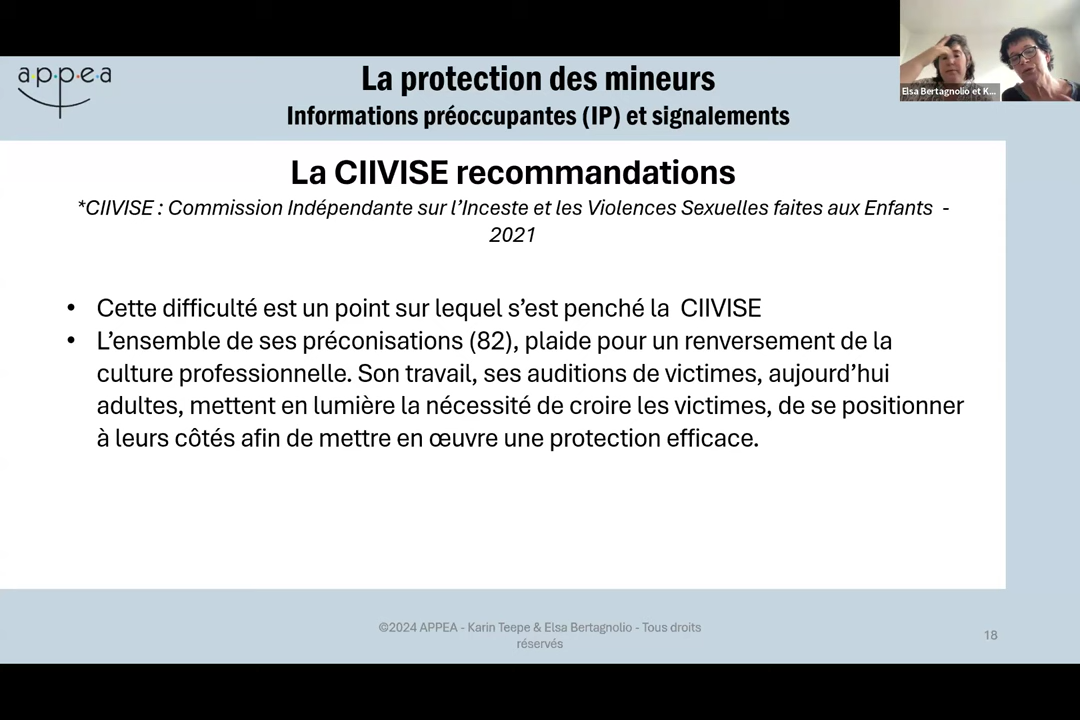 a·p·p·e·a
La protection des mineurs
Informations préoccupantes (IP) et signalements
Elsa Bertagnolio et K...
La CIIVISE recommandations
*CIIVISE : Commission Indépendante sur l’Inceste et les Violences Sexuelles faites aux Enfants -
2021
• Cette difficulté est un point sur lequel s’est penché la CIIVISE
• L’ensemble de ses préconisations (82), plaide pour un renversement de la
culture professionnelle. Son travail, ses auditions de victimes, aujourd’hui
adultes, mettent en lumière la nécessité de croire les victimes, de se positionner
à leurs côtés afin de mettre en œuvre une protection efficace.
©2024 APPEA - Karin Teepe & Elsa Bertagnolio - Tous droits
réservés
18